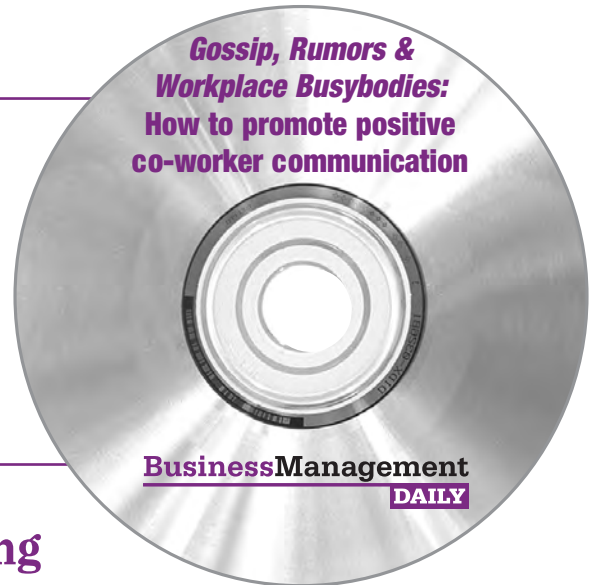 Gossip, Rumors &
Workplace Busybodies:
How to promote positive
co-worker communication
BusinessManagement
DAILY
ng